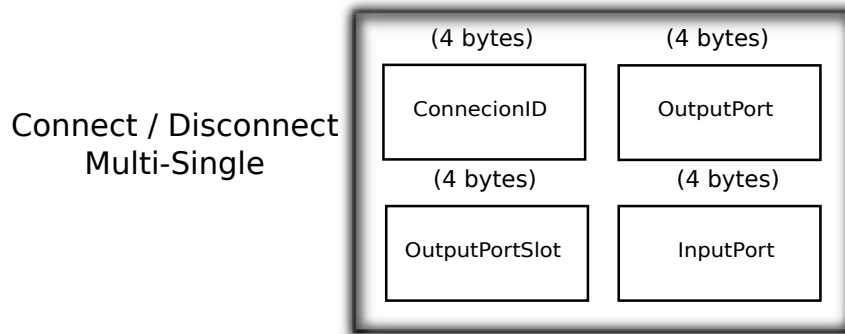 Connect / Disconnect
Multi-Single
(4 bytes) (4 bytes)
ConnecionID OutputPort
(4 bytes) (4 bytes)
OutputPortSlot InputPort